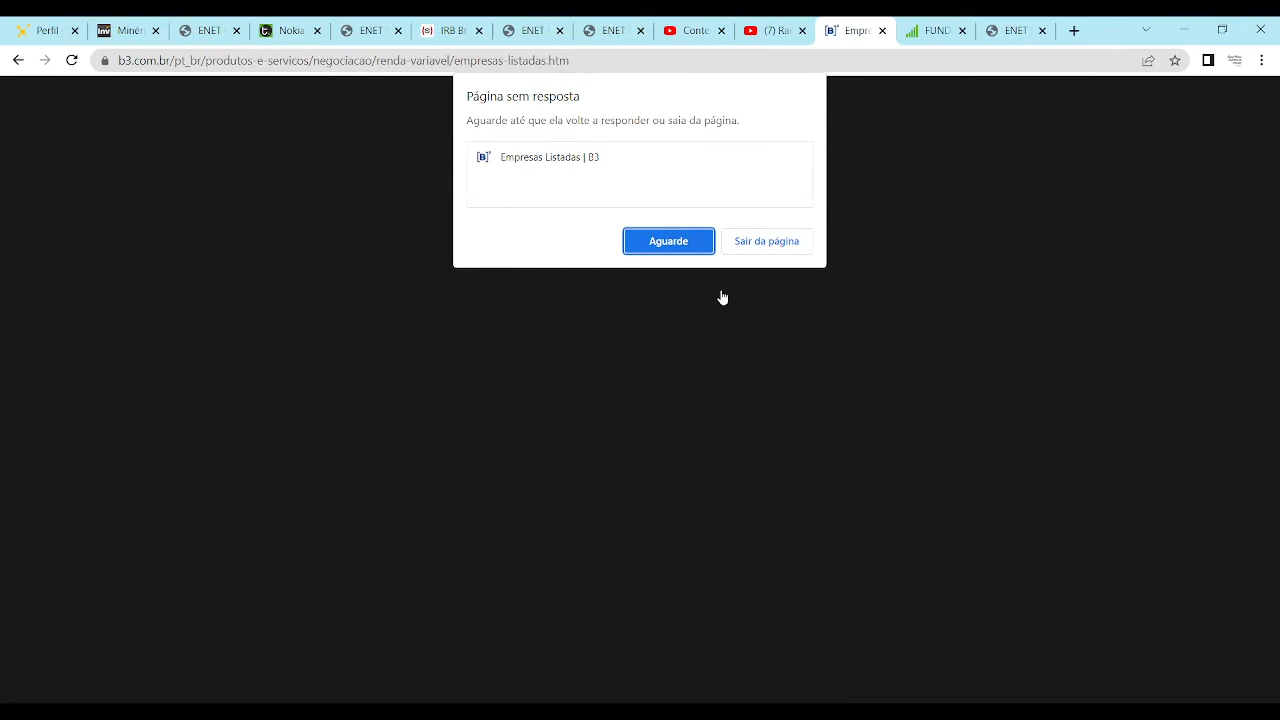 Perfil
Minéri
ENET
Nokia
ENET
IRB Br
ENET
ENET
Conte
(7) Ra
Empre
FUND
ENET
b3.com.br/pt_br/produtos-e-servicos/negociacao/renda-variavel/empresas-listadas.htm
Página sem resposta
Aguarde até que ela volte a responder ou saia da página.
Empresas Listadas | B3
Aguarde
Sair da página